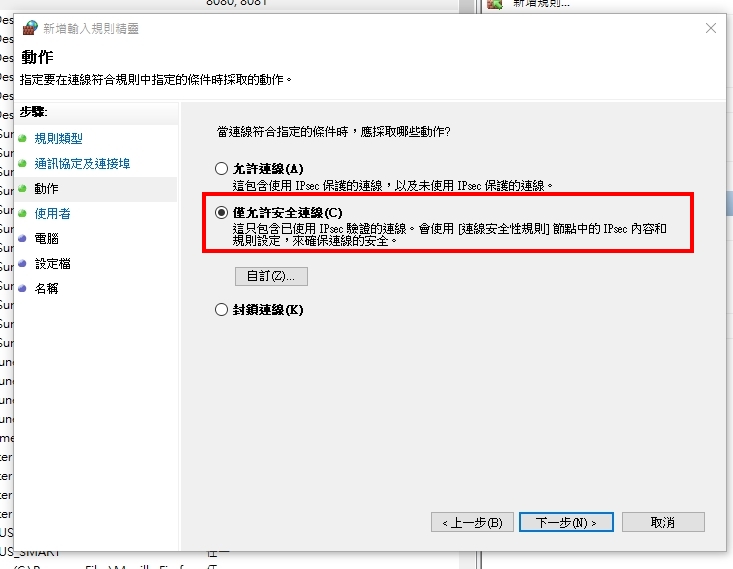 8080, 8081
新增規則...
新增輸入規則精靈
動作
指定要在連線符合規則中指定的條件時採取的動作。
步驟:
規則類型
通訊協定及連接埠
動作
使用者
電腦
設定檔
名稱
當連線符合指定的條件時，應採取哪些動作?
允許連線(A)
這包含使用 IPsec 保護的連線，以及未使用 IPsec 保護的連線。
僅允許安全連線(C)
這只包含已使用 IPsec 驗證的連線。會使用 [連線安全性規則] 節點中的 IPsec 內容和
規則設定，來確保連線的安全。
自訂(Z)...
封鎖連線(K)
< 上一步(B)
下一步(N) >
取消